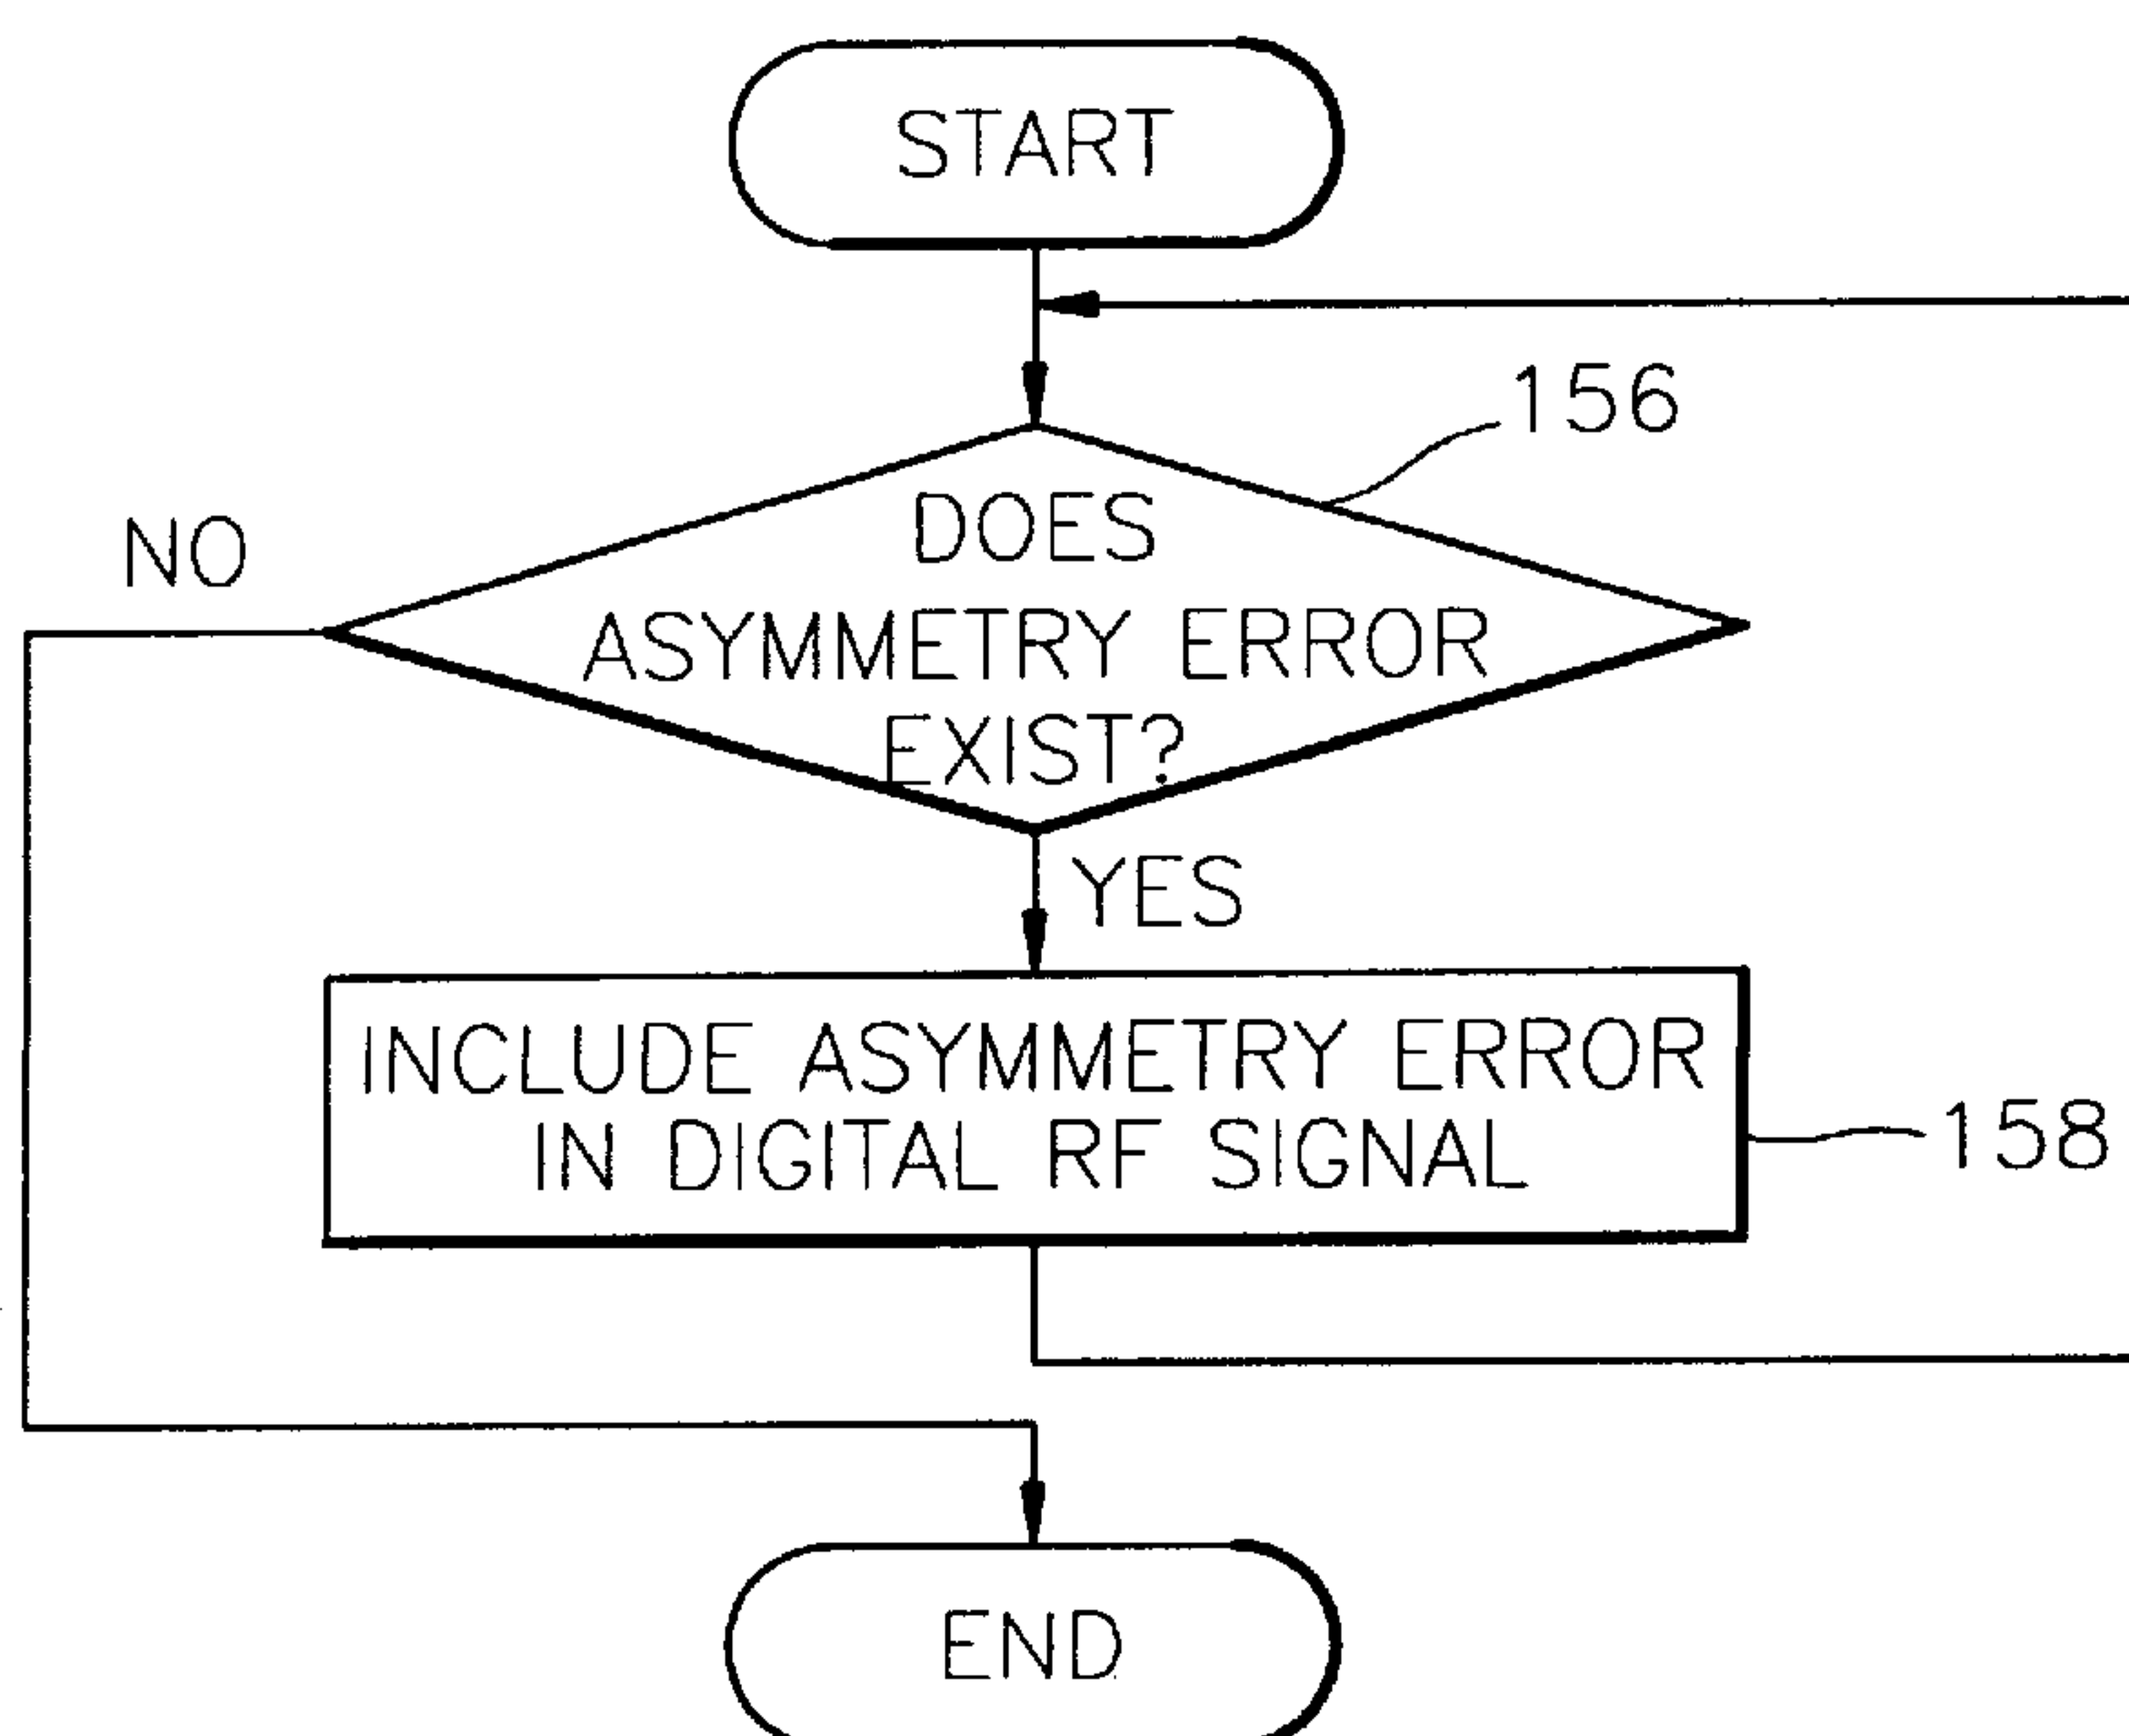 START
156
DOES
NO
ASYMMETRY ERROR
EXIST?
YES
INCLUDE ASYMMETRY ERROR
IN DIGITAL RF SIGNAL
158
END